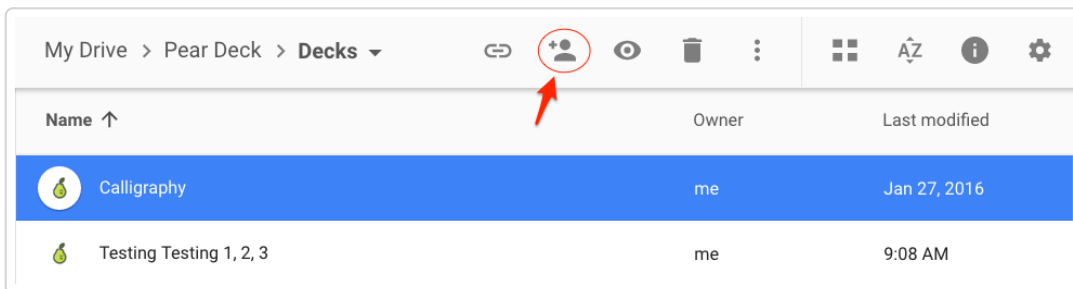 My Drive > Pear Deck > Decks
AZ
Name ↑ Owner Last modified
Calligraphy me Jan 27, 2016
Testing Testing 1, 2, 3 me 9:08 AM